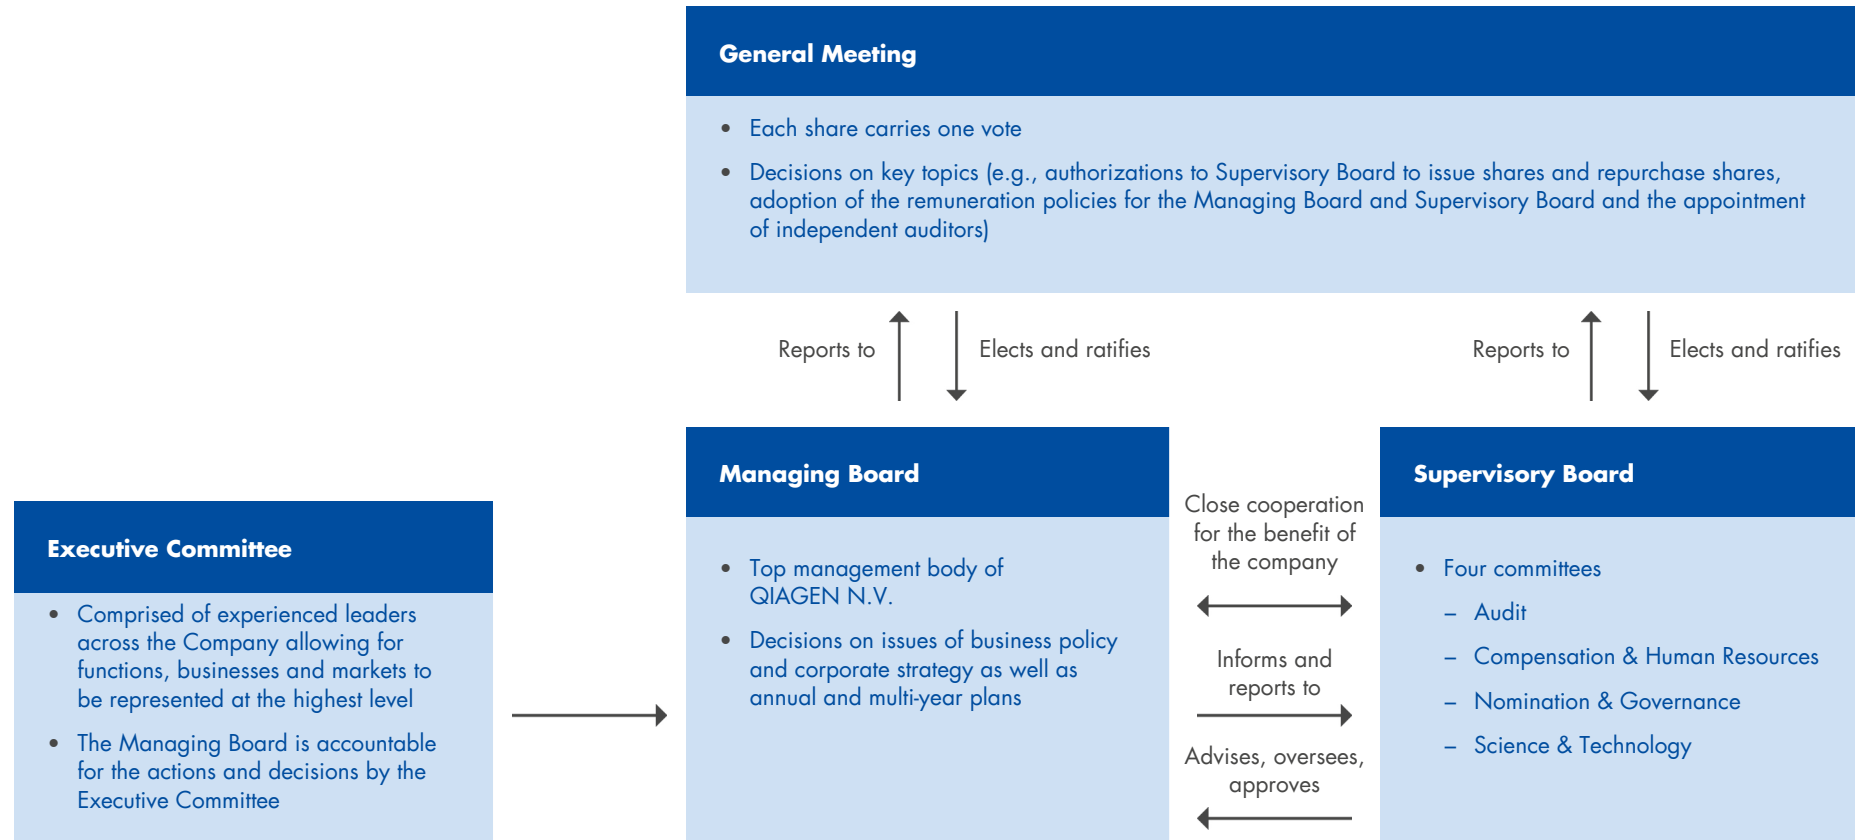 General Meeting
• Each share carries one vote
• Decisions on key topics (e.g., authorizations to Supervisory Board to issue shares and repurchase shares,
adoption of the remuneration policies for the Managing Board and Supervisory Board and the appointment
of independent auditors)
Reports to
Elects and ratifies
Reports to
Elects and ratifies
Executive Committee
• Comprised of experienced leaders
across the Company allowing for
functions, businesses and markets to
be represented at the highest level
• The Managing Board is accountable
for the actions and decisions by the
Executive Committee
Managing Board
• Top management body of
QIAGEN N.V.
• Decisions on issues of business policy
and corporate strategy as well as
annual and multi-year plans
Close cooperation
for the benefit of
the company
Informs and
reports to
Advises, oversees,
approves
Supervisory Board
• Four committees
– Audit
– Compensation & Human Resources
– Nomination & Governance
– Science & Technology